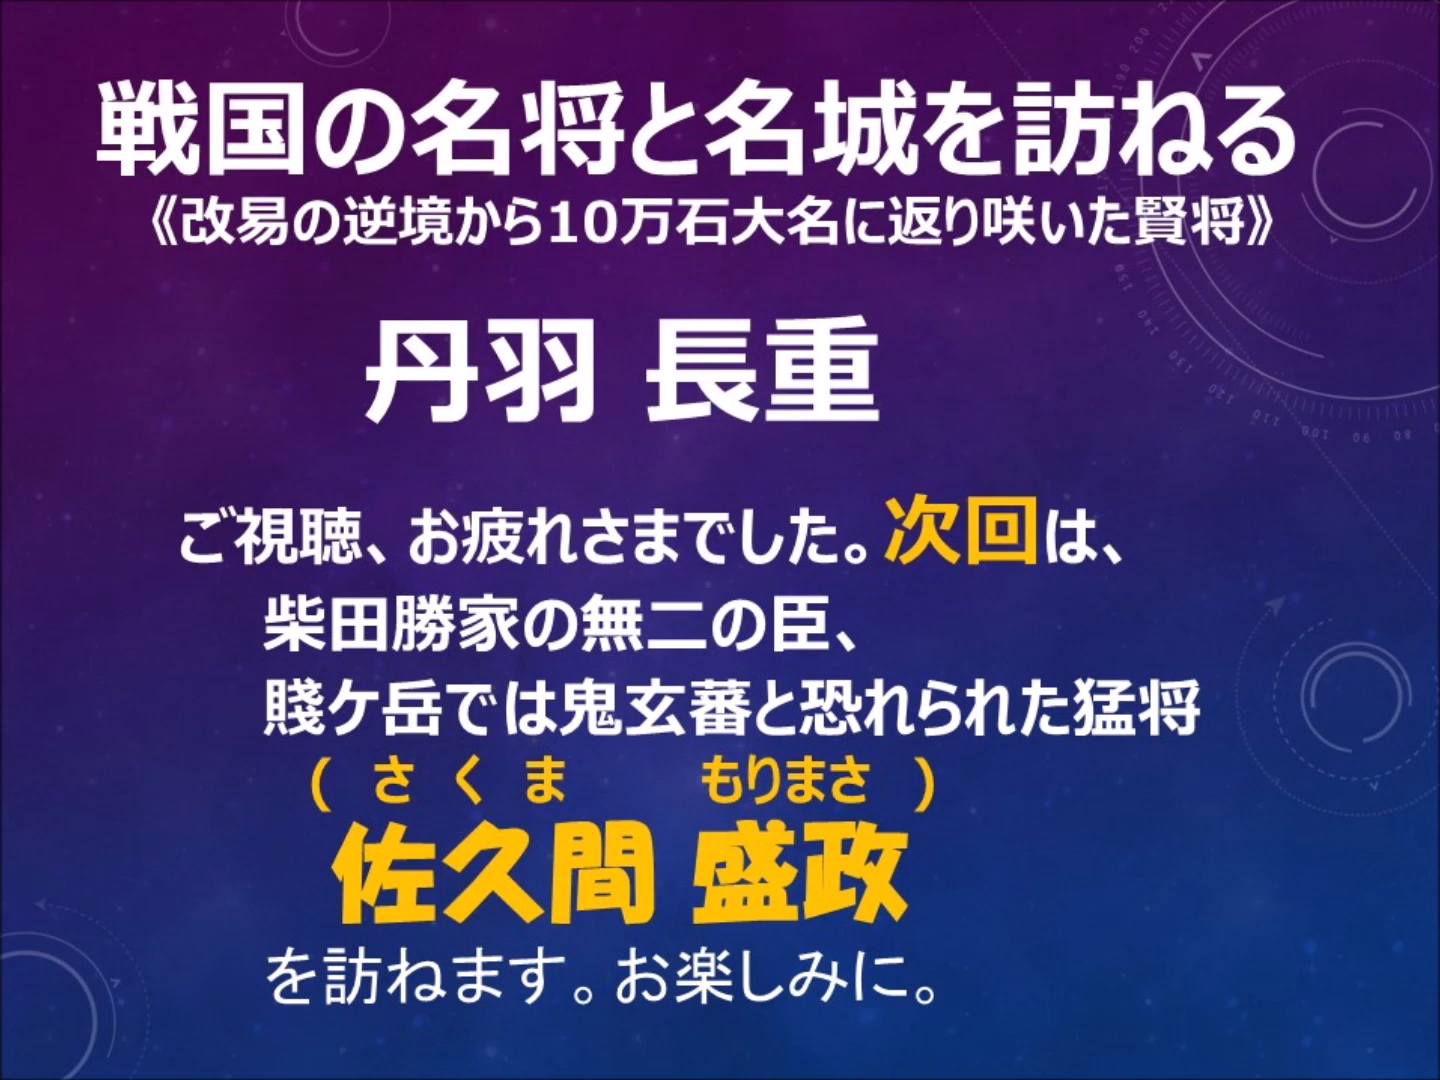 戦国の名将と名城を訪ねる
《改易の逆境から10万石大名に返り咲いた賢将》
丹羽 長重
ご視聴、お疲れさまでした。次回は、
柴田勝家の無二の臣、
賤ケ岳では鬼玄蕃と恐れられた猛将
( さ く ま もりまさ )
佐久間 盛政
を訪ねます。お楽しみに。